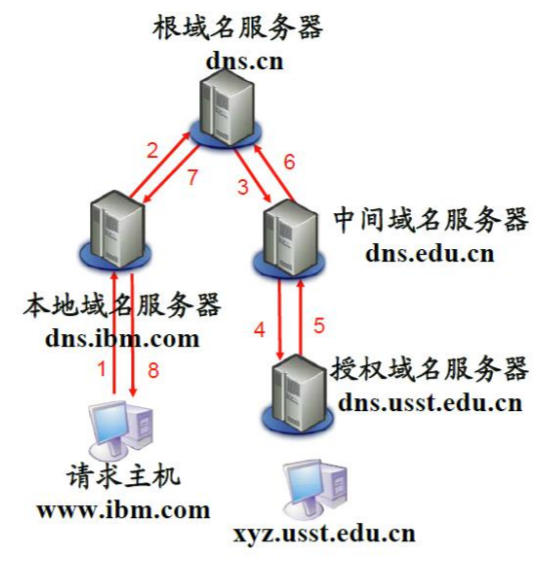 根域名服务器
dns.cn
2
7
3
6
中间域名服务器
dns.edu.cn
本地域名服务器
dns.ibm.com
1
8
4
5
授权域名服务器
dns.usst.edu.cn
请求主机
www.ibm.com
xyz.usst.edu.cn